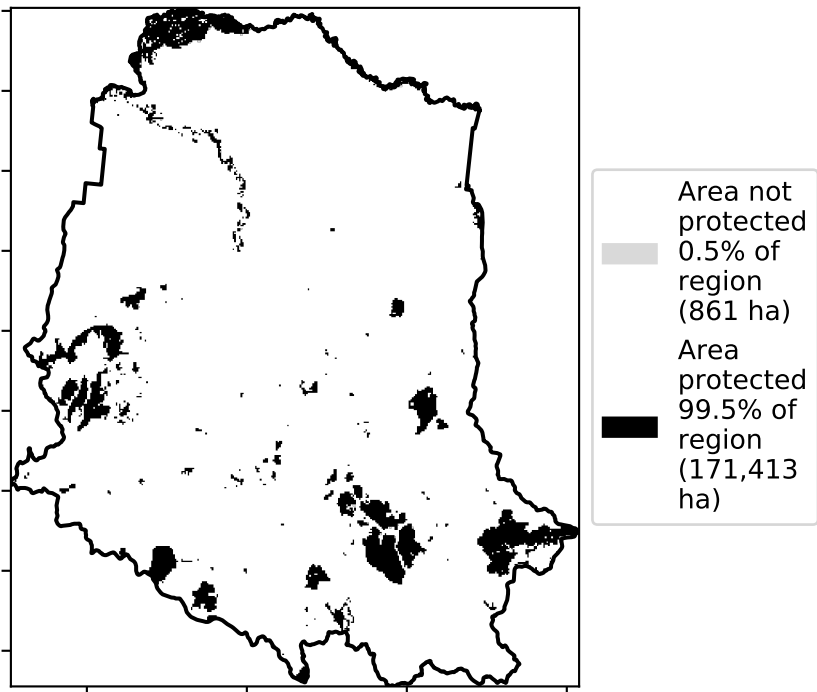 Area not
protected
0.5% of
region
(861 ha)
Area
protected
99.5% of
region
(171,413
ha)